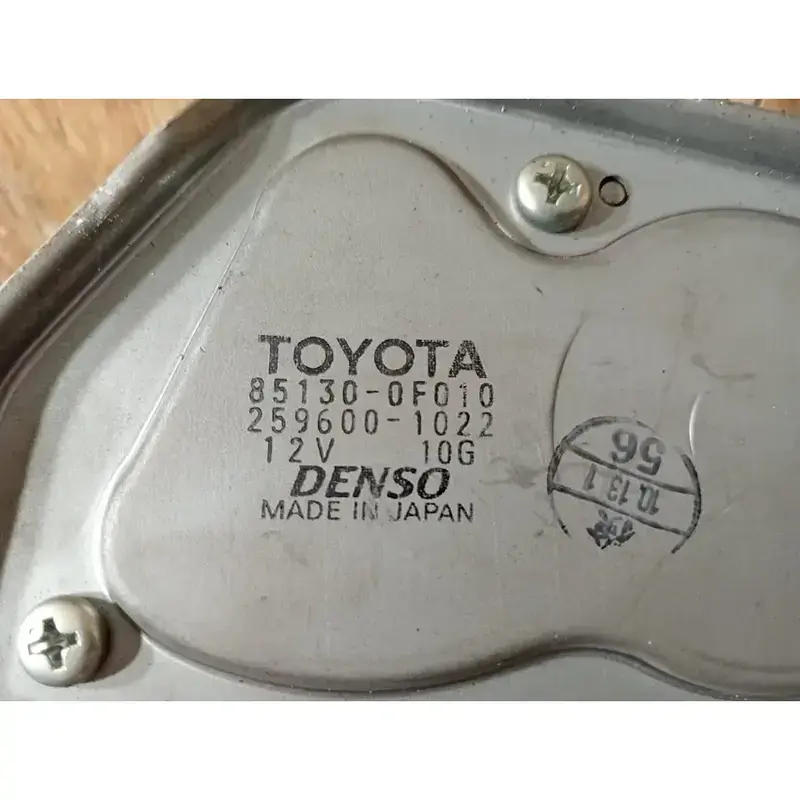 TOYOTA
85130-0F010
259600-1022
12V 10G
DENSO
MADE IN JAPAN
56
10.13.1